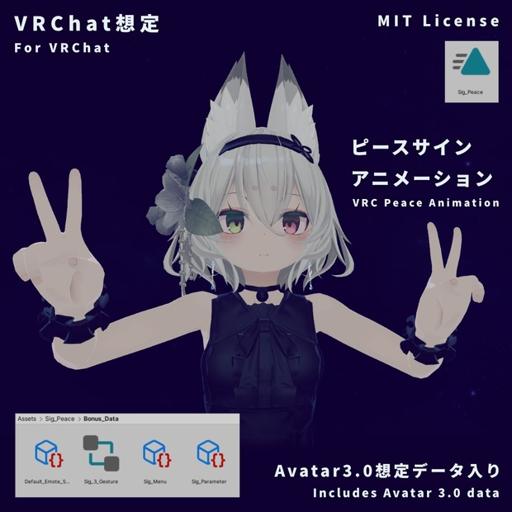 VRChat想定
For VRChat
MIT License
Sig_Peace
ピースサイン
アニメーション
VRC Peace Animation
Assets > Sig_Peace > Bonus_Data
Default_Emote_S...
Sig_3_Gesture
Sig_Menu
Sig_Parameter
Avatar3.0想定データ入り
Includes Avatar 3.0 data